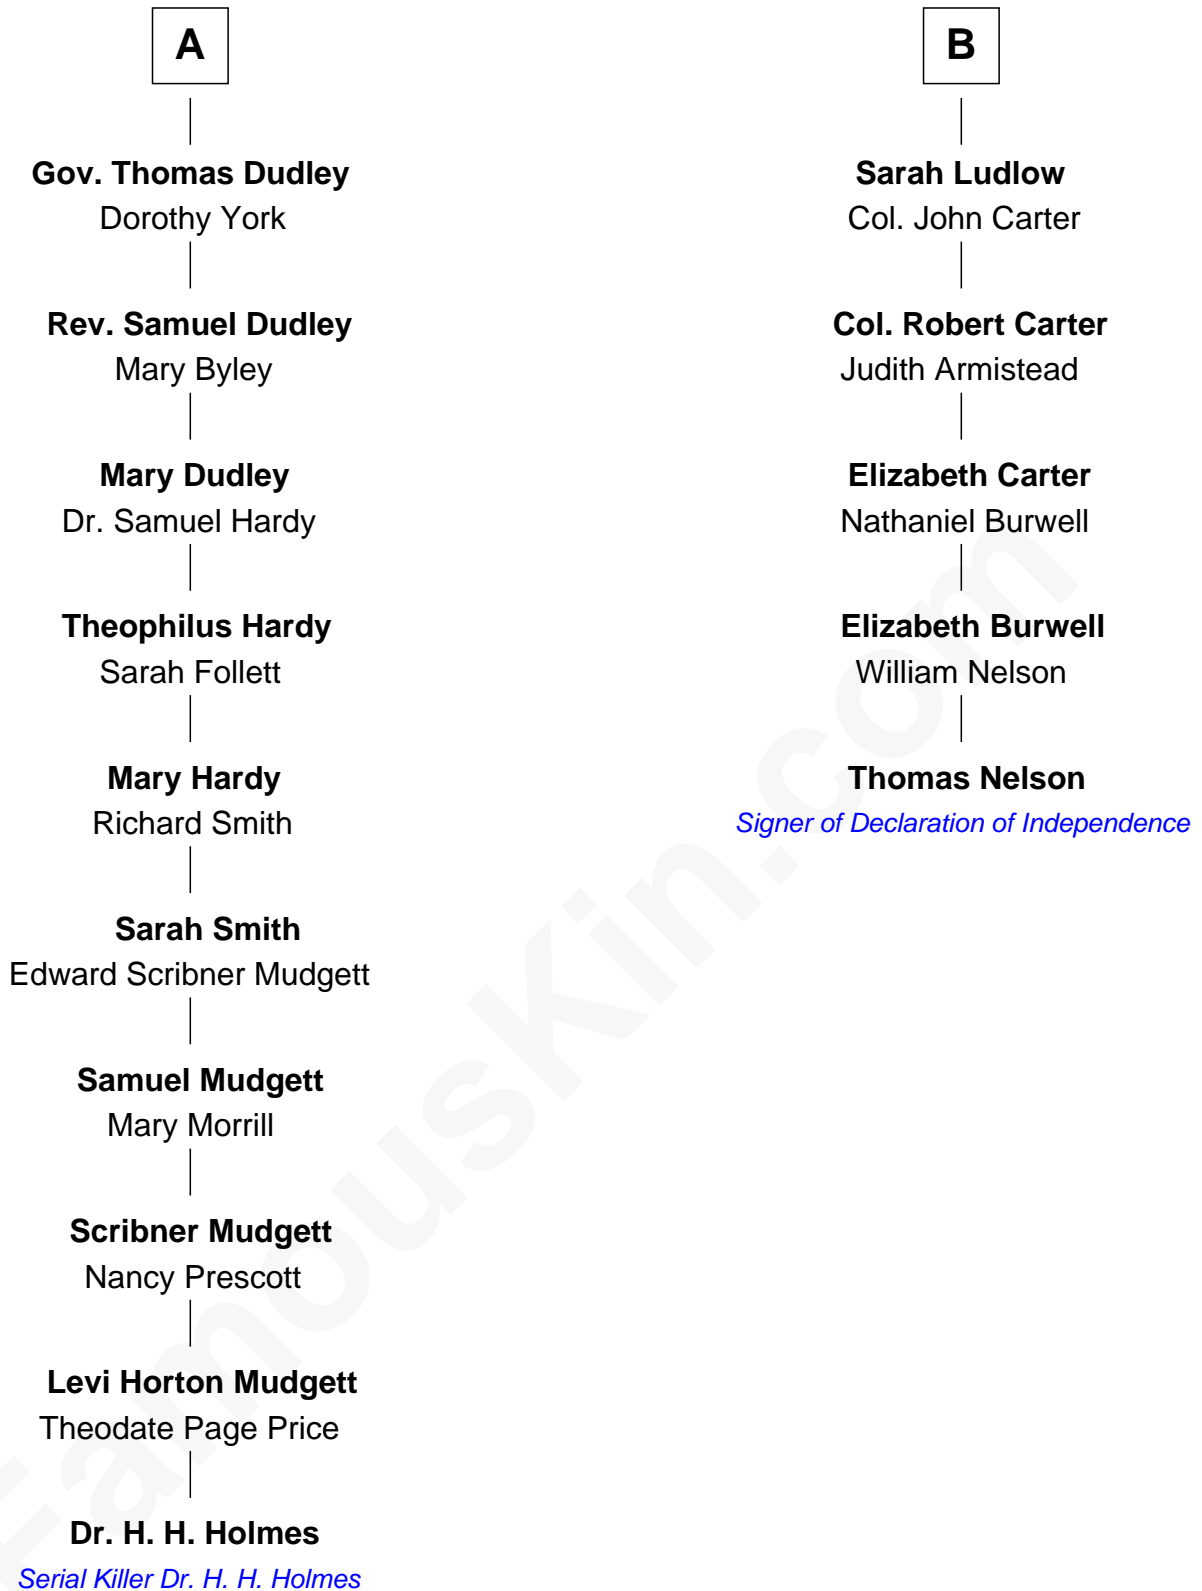 A
Gov. Thomas Dudley
Dorothy York
Rev. Samuel Dudley
Mary Byley
Mary Dudley
Dr. Samuel Hardy
Theophilus Hardy
Sarah Follett
Mary Hardy
Richard Smith
Sarah Smith
Edward Scribner Mudgett
Samuel Mudgett
Mary Morrill
Scribner Mudgett
Nancy Prescott
Levi Horton Mudgett
Theodate Page Price
Dr. H. H. Holmes
Serial Killer Dr. H. H. Holmes
B
Sarah Ludlow
Col. John Carter
Col. Robert Carter
Judith Armistead
Elizabeth Carter
Nathaniel Burwell
Elizabeth Burwell
William Nelson
Thomas Nelson
Signer of Declaration of Independence
FamousKin.com